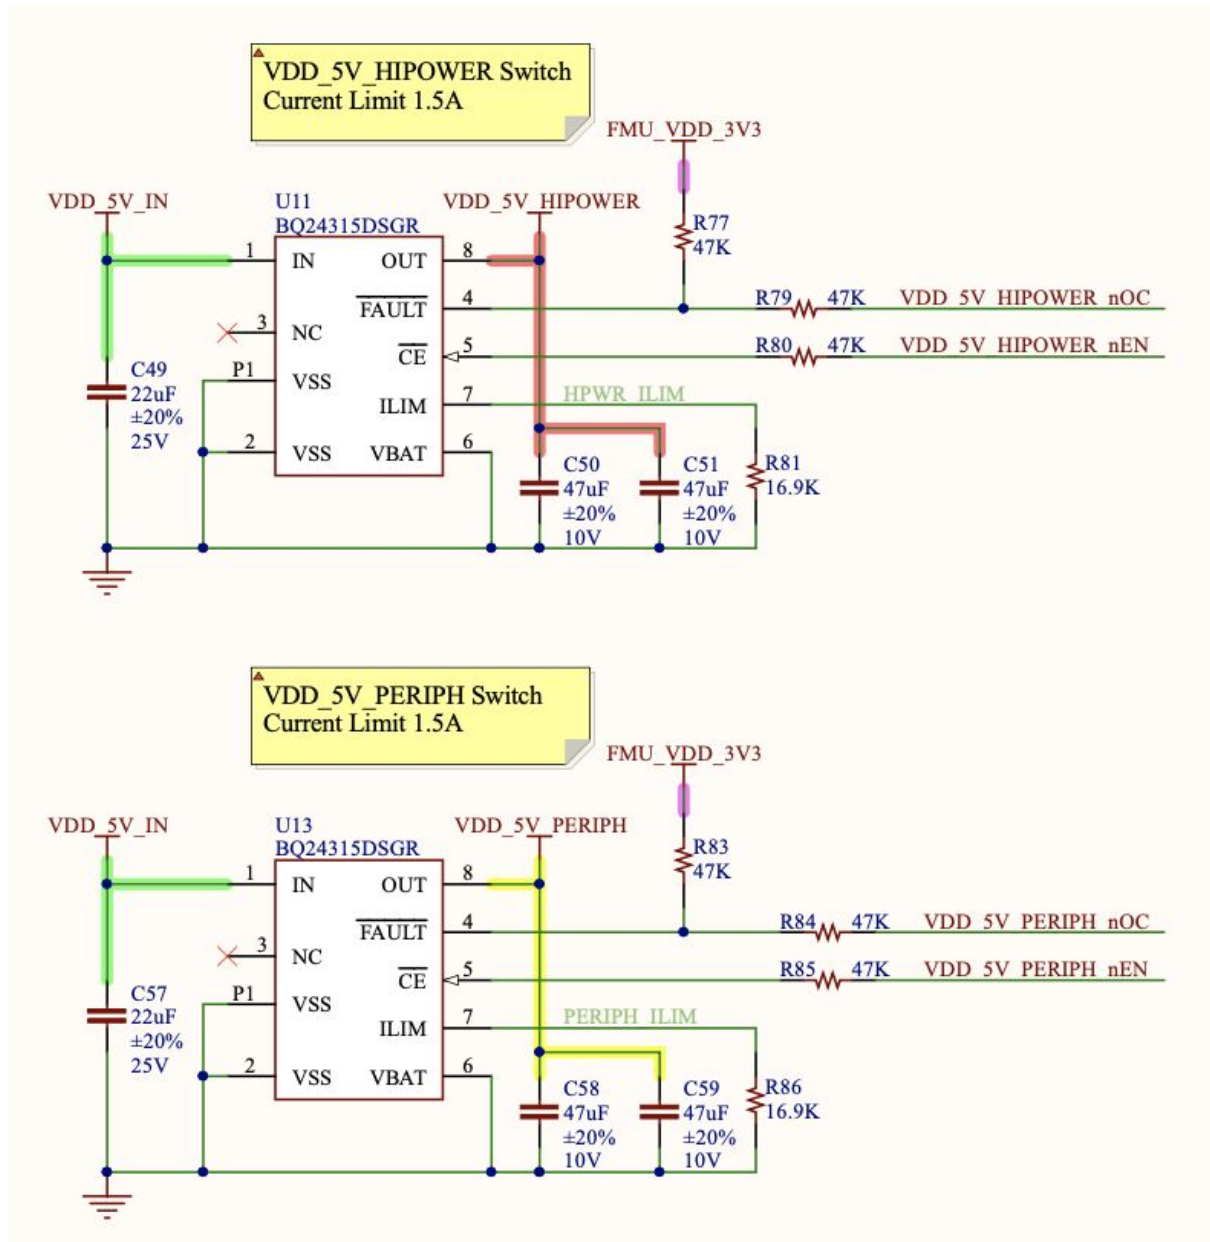 VDD_5V_HIPOWER Switch
Current Limit 1.5A
FMU_VDD_3V3
VDD_5V_IN
U11
BQ24315DSGR
VDD_5V_HIPOWER
R77
47K
1
IN
OUT
8
FAULT
4
R79
47K
VDD_5V_HIPOWER_nOC
3
NC
CE
5
R80
47K
VDD_5V_HIPOWER_nEN
P1
VSS
ILIM
7
HPWR_ILIM
2
VSS
VBAT
6
C49
22uF
±20%
25V
C50
47uF
±20%
10V
C51
47uF
±20%
10V
R81
16.9K
VDD_5V_PERIPH Switch
Current Limit 1.5A
FMU_VDD_3V3
VDD_5V_IN
U13
BQ24315DSGR
VDD_5V_PERIPH
R83
47K
1
IN
OUT
8
FAULT
4
R84
47K
VDD_5V_PERIPH_nOC
3
NC
CE
5
R85
47K
VDD_5V_PERIPH_nEN
P1
VSS
ILIM
7
PERIPH_ILIM
2
VSS
VBAT
6
C57
22uF
±20%
25V
C58
47uF
±20%
10V
C59
47uF
±20%
10V
R86
16.9K